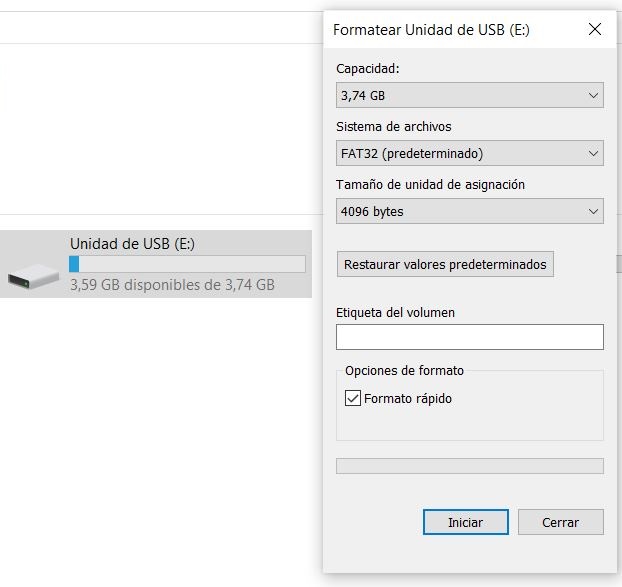 Formatear Unidad de USB (E:)
Capacidad:
3,74 GB
Sistema de archivos
FAT32 (predeterminado)
Tamaño de unidad de asignación
4096 bytes
Unidad de USB (E:)
3,59 GB disponibles de 3,74 GB
Restaurar valores predeterminados
Etiqueta del volumen
Opciones de formato
Formato rápido
Iniciar
Cerrar